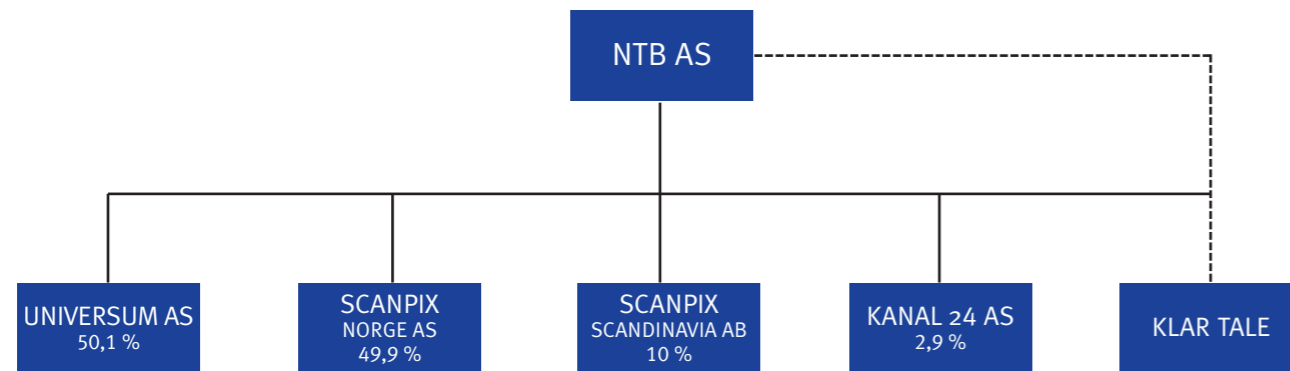 NTB AS
UNIVERSUM AS
50,1 %
SCANPIX
NORGE AS
49,9 %
SCANPIX
SCANDINAVIA AB
10 %
KANAL 24 AS
2,9 %
KLAR TALE